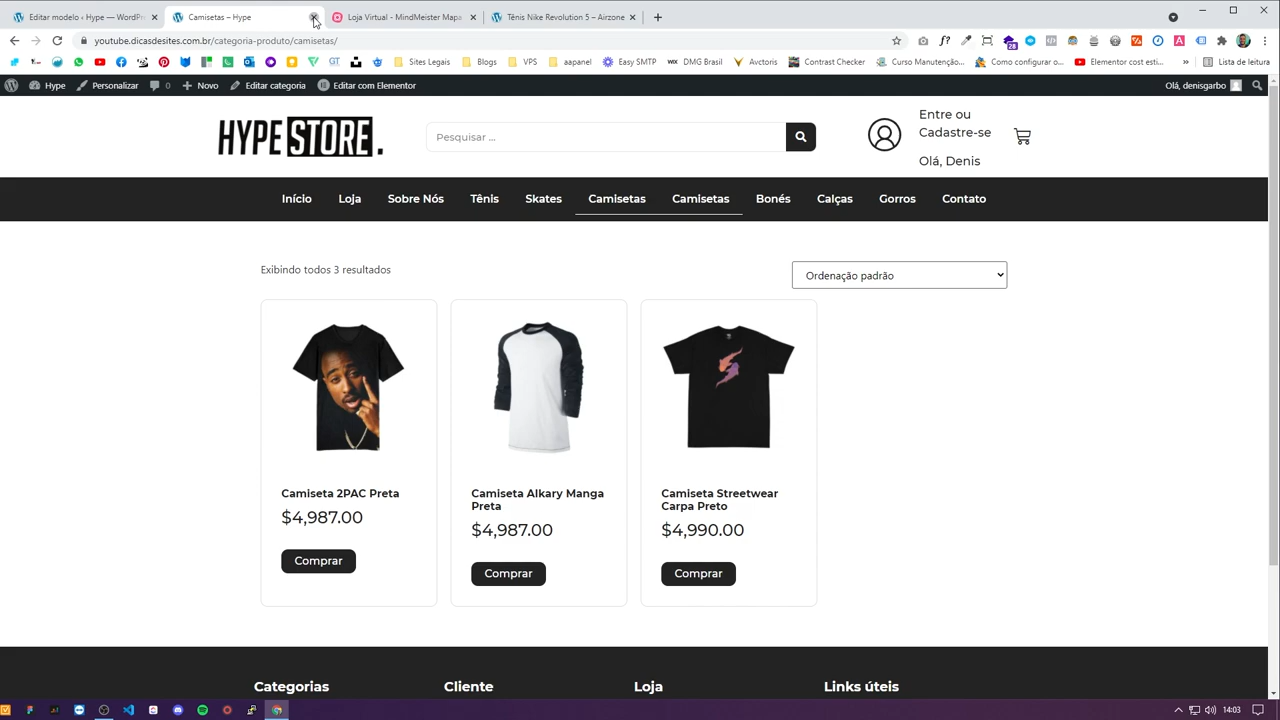 Editar modelo ‹ Hype — WordPr
Camisetas – Hype
Loja Virtual - MindMeister Mapa
Tênis Nike Revolution 5 – Airzone
youtube.dicasdesites.com.br/categoria-produto/camisetas/
28
Sites Legais
Blogs
VPS
aapanel
Easy SMTP
WIX
DMG Brasil
Avctoris
Contrast Checker
Curso Manutenção...
Como configurar o...
Elementor cost esti...
»
Lista de leitura
Hype
Personalizar
0
Novo
Editar categoria
Editar com Elementor
Olá, denisgarbo
HYPE STORE.
Pesquisar ...
Entre ou
Cadastre-se
Olá, Denis
Início
Loja
Sobre Nós
Tênis
Skates
Camisetas
Camisetas
Bonés
Calças
Gorros
Contato
Exibindo todos 3 resultados
Ordenação padrão
Camiseta 2PAC Preta
$4,987.00
Comprar
Camiseta Alkary Manga
Preta
$4,987.00
Comprar
Camiseta Streetwear
Carpa Preto
$4,990.00
Comprar
Categorias
Cliente
Loja
Links úteis
14:03